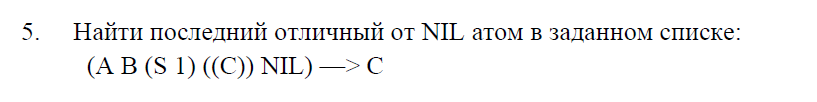 5. Найти последний отличный от NIL атом в заданном списке:
(A B (S 1) ((C)) NIL) —> C